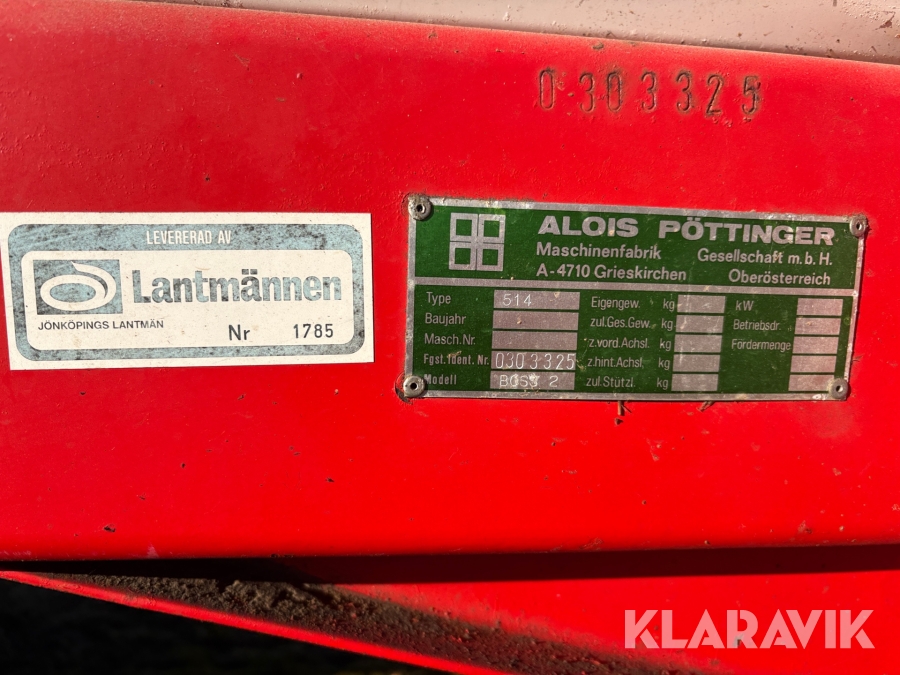 0303325
LEVERERAD AV
Lantmännen
JÖNKÖPINGS LANTMÄN
Nr 1785
ALOIS PÖTTINGER
Maschinenfabrik Gesellschaft m.b.H.
A-4710 Grieskirchen Oberösterreich
Type 514 Eigengew. kg kW
Baujahr zul.Ges.Gew. kg Betriebsdr.
Masch.Nr. z.vord.Achsl. kg Fördermenge
Fgst.Ident.Nr. 0303325 z.hint.Achsl. kg
Modell BOSS 2 zul.Stützl. kg
KLARAVIK